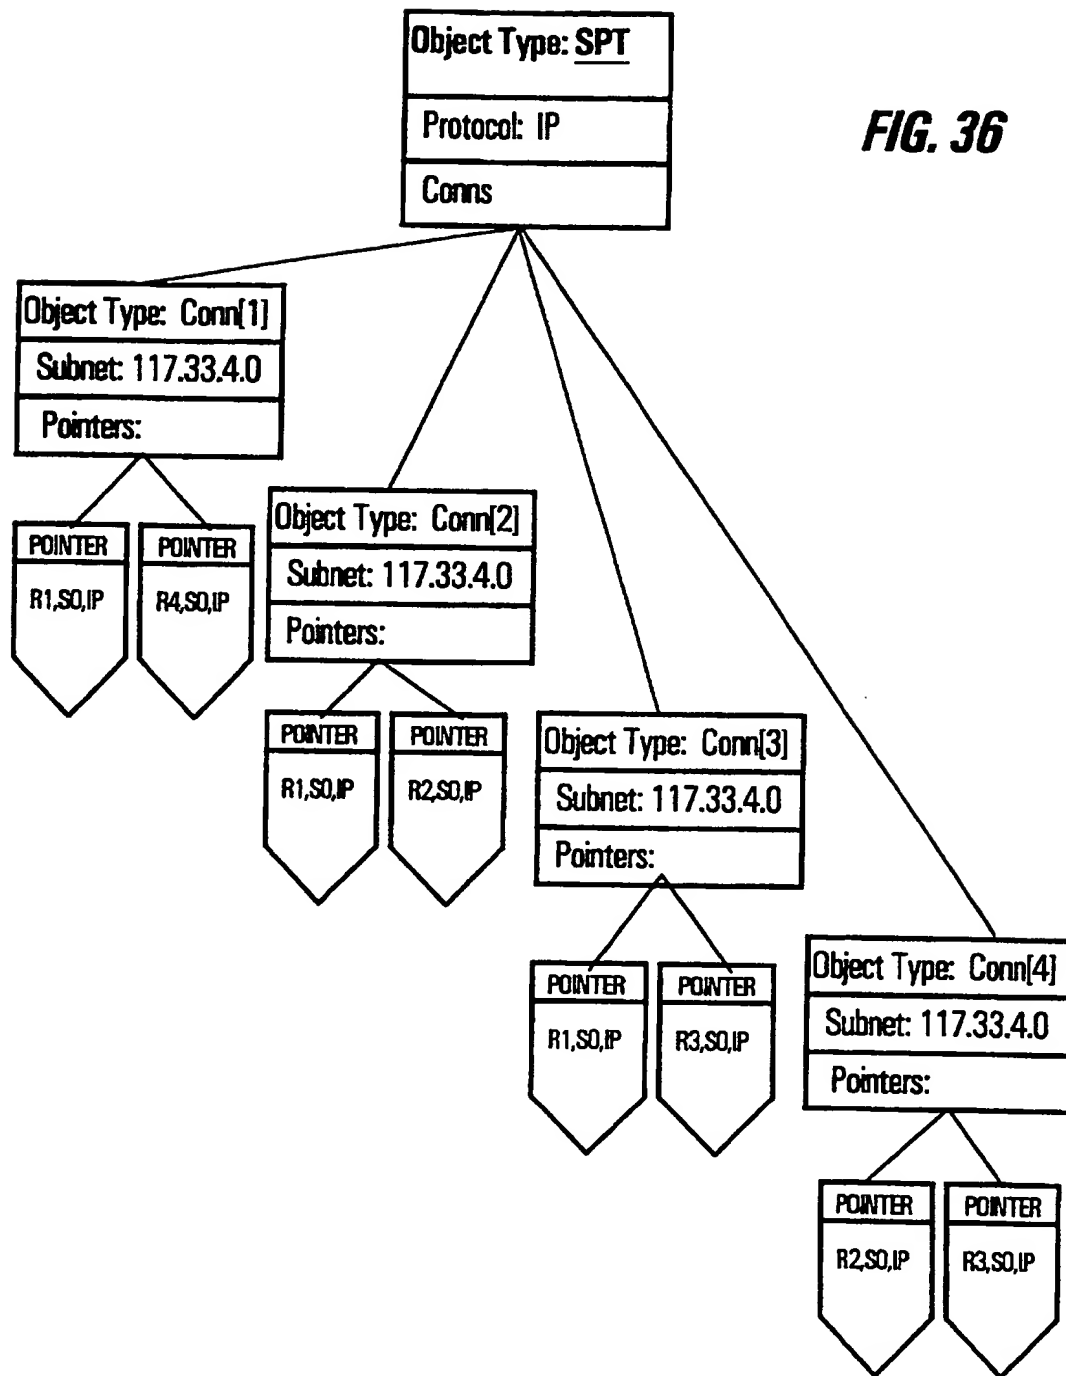 Object Type: SPT
Protocol: IP
Conns
FIG. 36
Object Type: Conn[1]
Subnet: 117.33.4.0
Pointers:
POINTER
R1,S0,IP
POINTER
R4,S0,IP
Object Type: Conn[2]
Subnet: 117.33.4.0
Pointers:
POINTER
R1,S0,IP
POINTER
R2,S0,IP
Object Type: Conn[3]
Subnet: 117.33.4.0
Pointers:
POINTER
R1,S0,IP
POINTER
R3,S0,IP
Object Type: Conn[4]
Subnet: 117.33.4.0
Pointers:
POINTER
R2,S0,IP
POINTER
R3,S0,IP